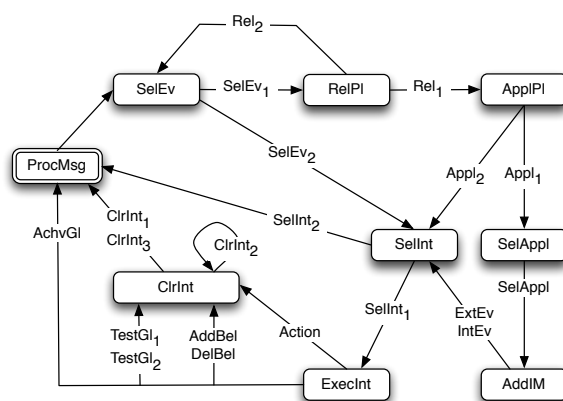 Rel2
SelEv
SelEv1
RelPl
Rel1
ApplPl
SelEv2
ProcMsg
Appl2
Appl1
ClrInt1
ClrInt3
SelInt2
AchvGl
ClrInt2
SelInt
SelAppl
ClrInt
SelInt1
SelAppl
ExtEv
IntEv
TestGl1
TestGl2
AddBel
DelBel
Action
ExecInt
AddIM